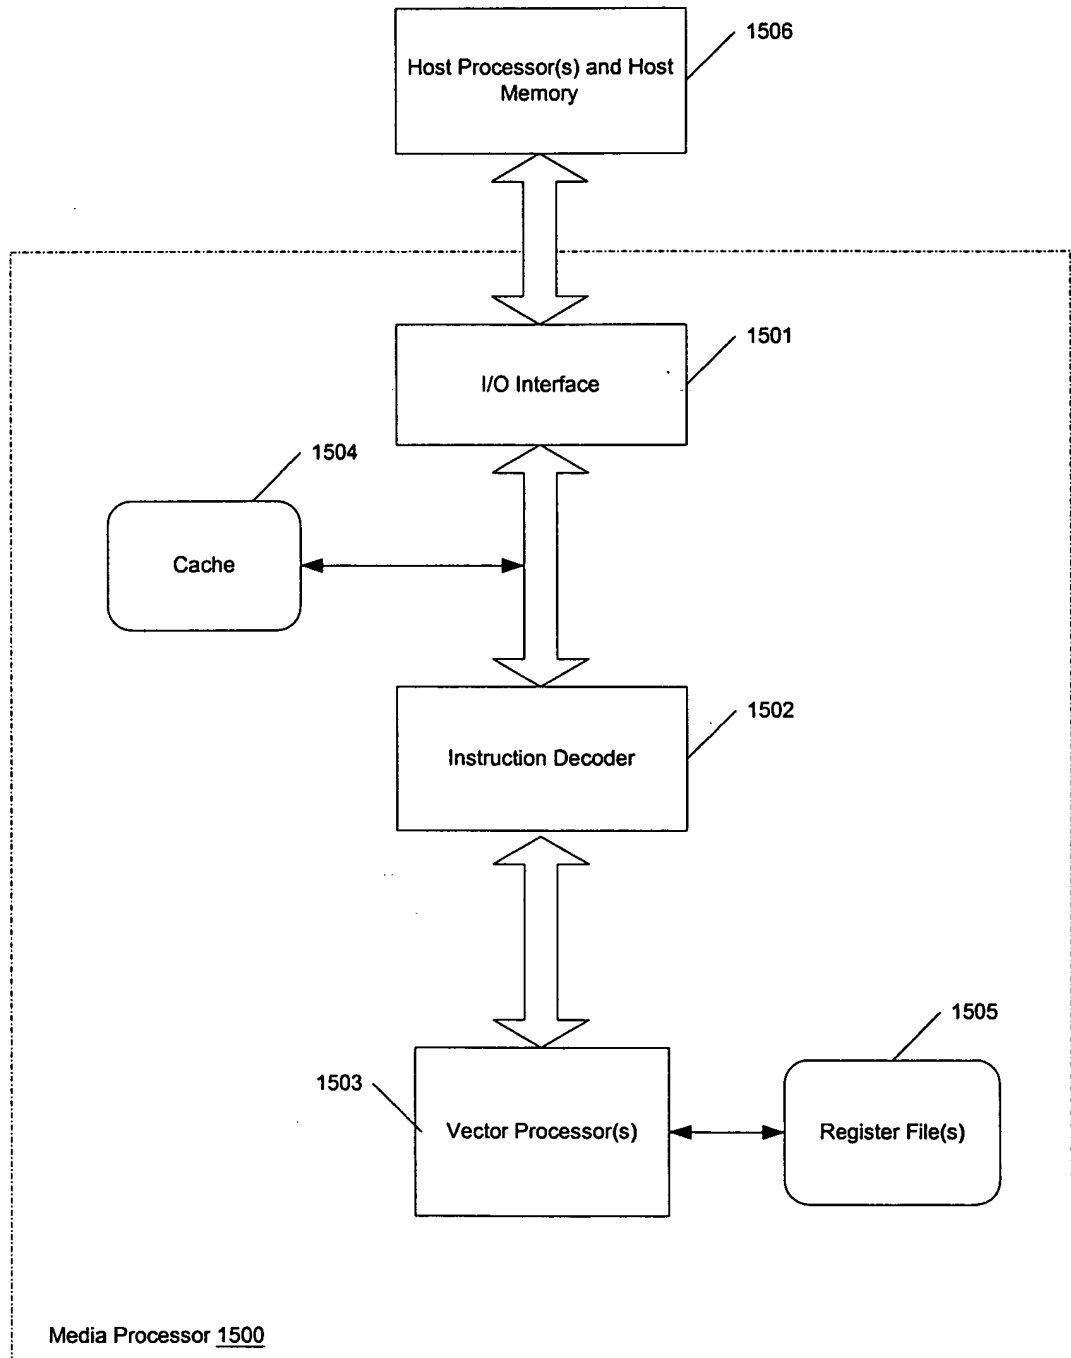 1506
Host Processor(s) and Host
Memory
1501
I/O Interface
1504
Cache
1502
Instruction Decoder
1505
1503
Vector Processor(s)
Register File(s)
Media Processor 1500